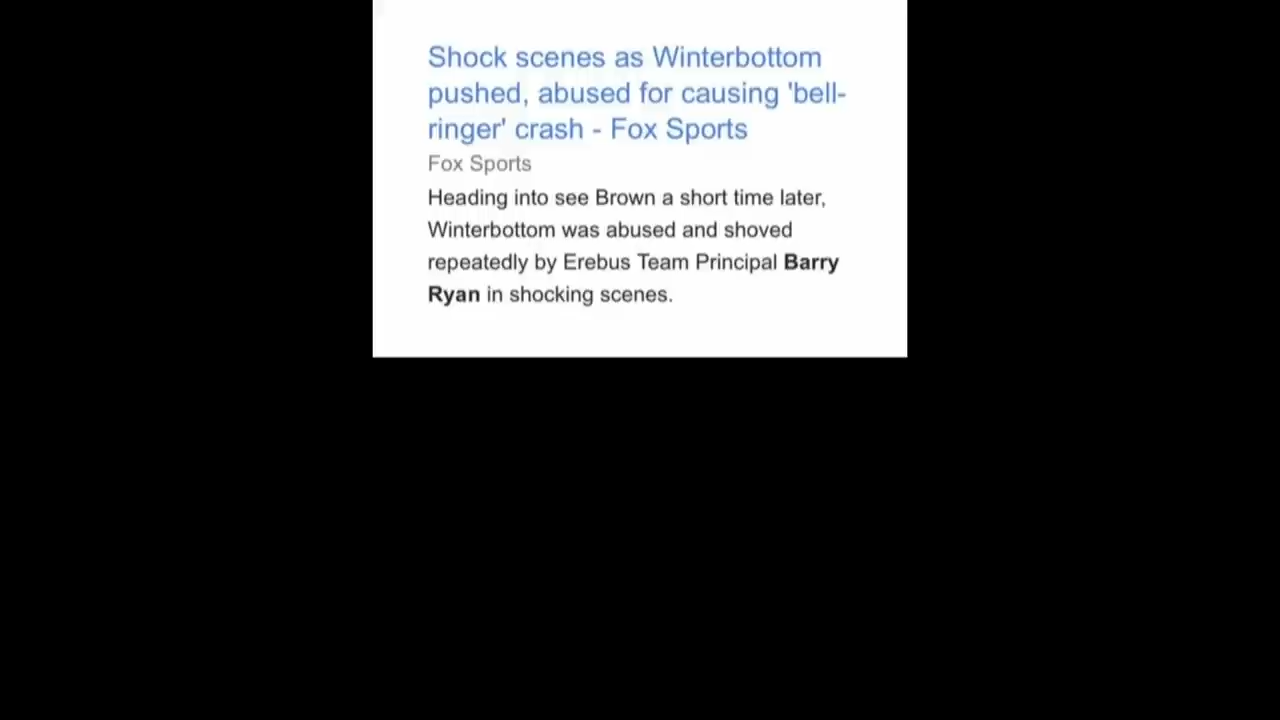 Shock scenes as Winterbottom
pushed, abused for causing 'bell-
ringer' crash - Fox Sports
Fox Sports
Heading into see Brown a short time later,
Winterbottom was abused and shoved
repeatedly by Erebus Team Principal Barry
Ryan in shocking scenes.